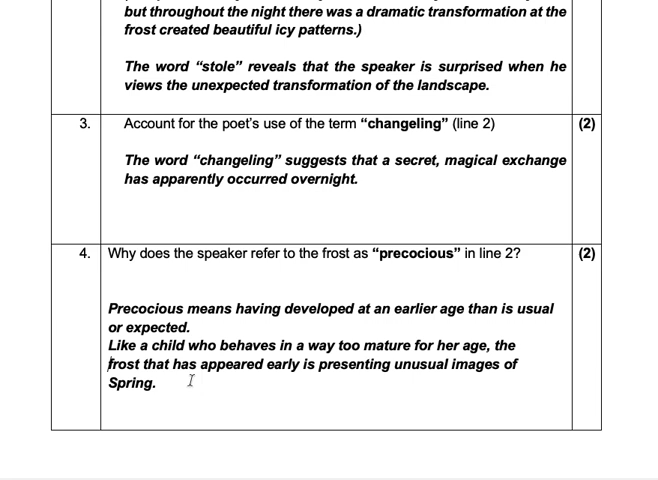 but throughout the night there was a dramatic transformation at the
frost created beautiful icy patterns.)
The word “stole” reveals that the speaker is surprised when he
views the unexpected transformation of the landscape.
3. Account for the poet’s use of the term “changeling” (line 2) (2)
The word “changeling” suggests that a secret, magical exchange
has apparently occurred overnight.
4. Why does the speaker refer to the frost as “precocious” in line 2? (2)
Precocious means having developed at an earlier age than is usual
or expected.
Like a child who behaves in a way too mature for her age, the
frost that has appeared early is presenting unusual images of
Spring.